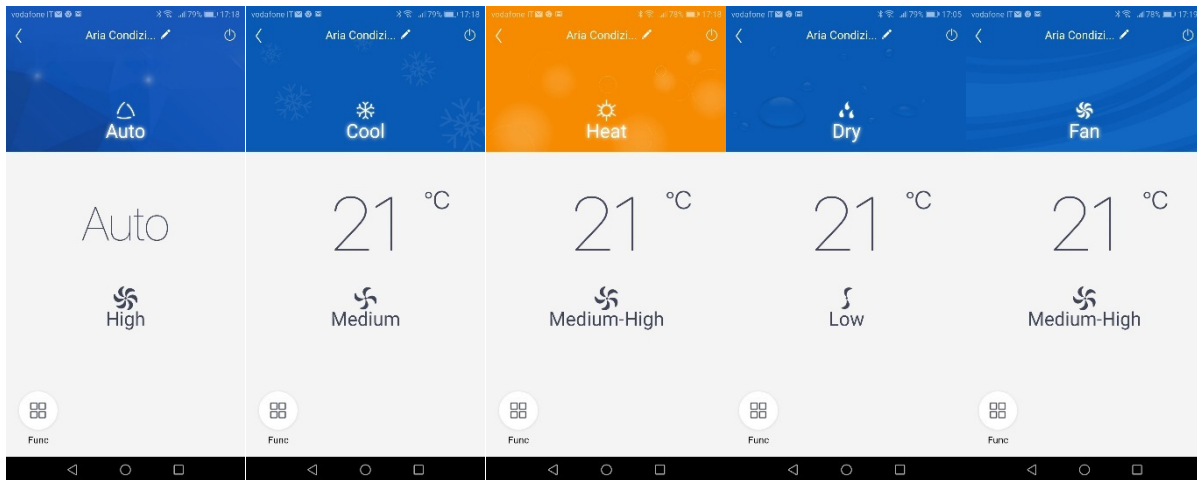 vodafone IT 79% 17:18
Aria Condizi...
Auto
Auto
High
Func
vodafone IT 79% 17:18
Aria Condizi...
Cool
21 °C
Medium
Func
vodafone IT 78% 17:18
Aria Condizi...
Heat
21 °C
Medium-High
Func
vodafone IT 79% 17:05
Aria Condizi...
Dry
21 °C
Low
Func
vodafone IT 78% 17:19
Aria Condizi...
Fan
21 °C
Medium-High
Func